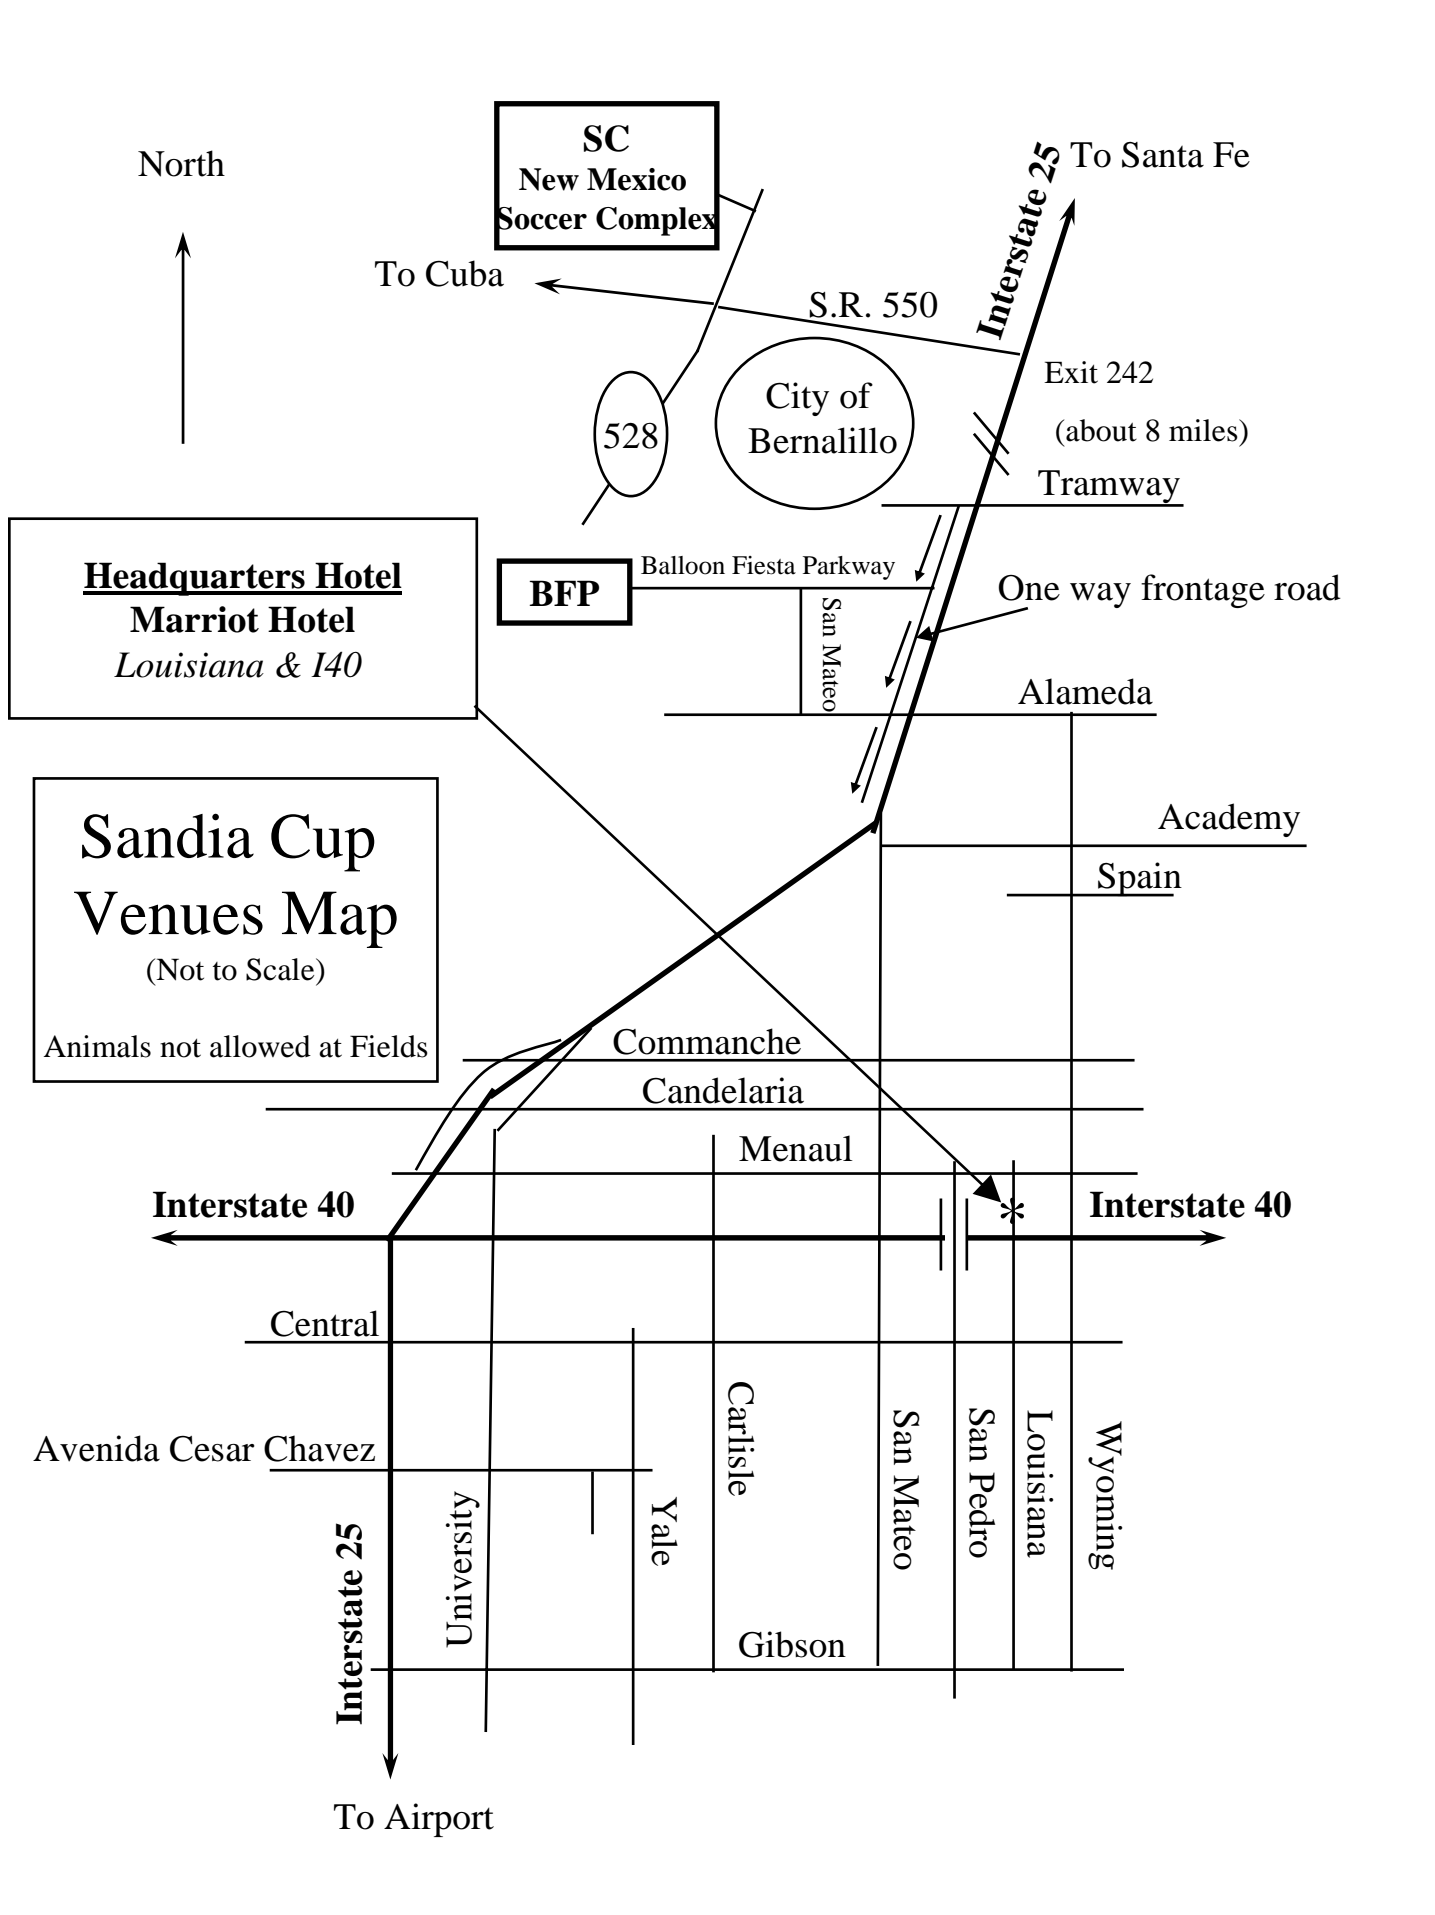 SC
New Mexico
Soccer Complex
North
To Santa Fe
Interstate 25
To Cuba
S.R. 550
Exit 242
City of
Bernalillo
528
(about 8 miles)
Tramway
Headquarters Hotel
Marriot Hotel
Louisiana & I40
BFP
Balloon Fiesta Parkway
San Mateo
One way frontage road
Alameda
Sandia Cup
Venues Map
(Not to Scale)
Animals not allowed at Fields
Academy
Spain
Commanche
Candelaria
Menaul
Interstate 40
*
Interstate 40
Central
Avenida Cesar Chavez
Interstate 25
University
Yale
Carlisle
San Mateo
San Pedro
Louisiana
Wyoming
Gibson
To Airport